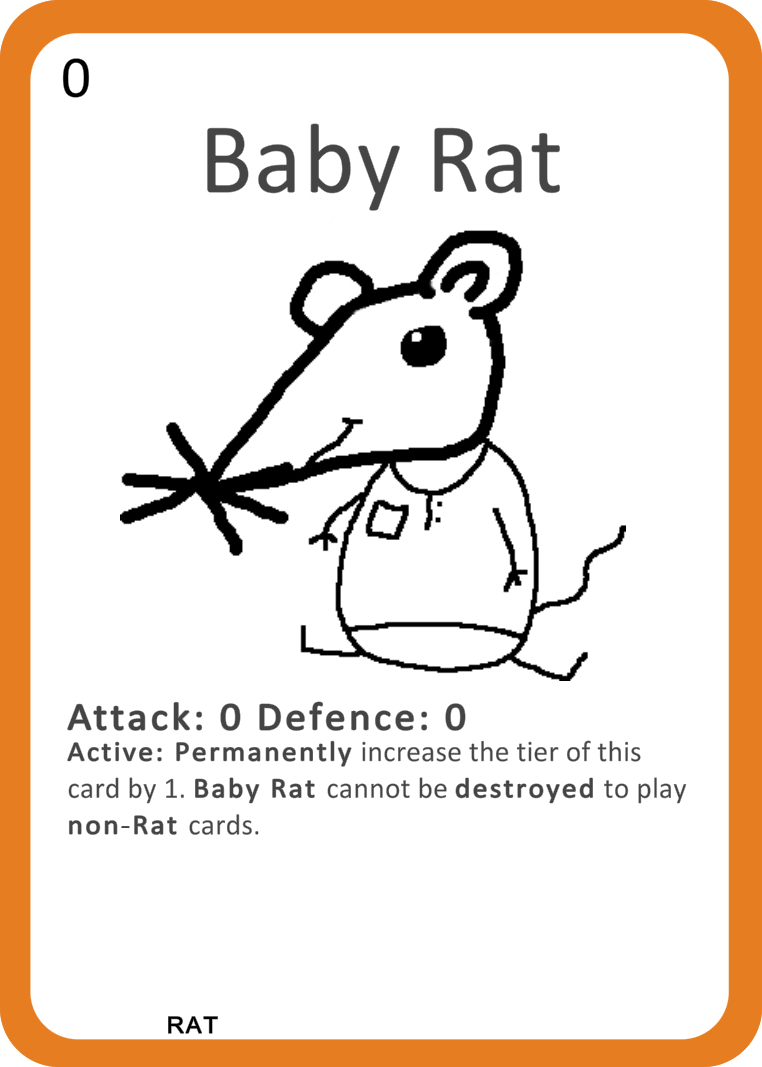 0
Baby Rat
Attack: 0 Defence: 0
Active: Permanently increase the tier of this
card by 1. Baby Rat cannot be destroyed to play
non-Rat cards.
RAT